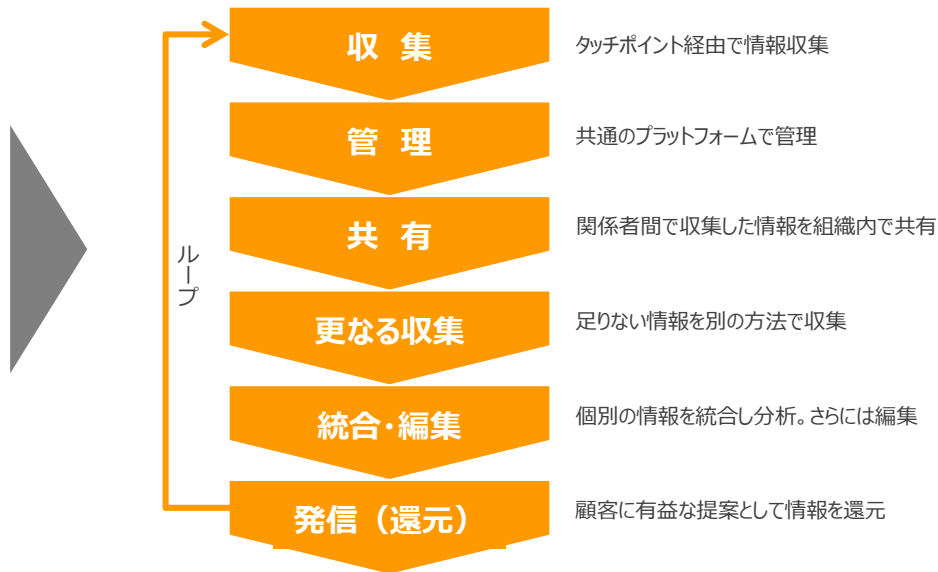 収 集
タッチポイント経由で情報収集
管 理
共通のプラットフォームで管理
共 有
関係者間で収集した情報を組織内で共有
ループ
更なる収集
足りない情報を別の方法で収集
統合・編集
個別の情報を統合し分析。さらには編集
発信（還元）
顧客に有益な提案として情報を還元